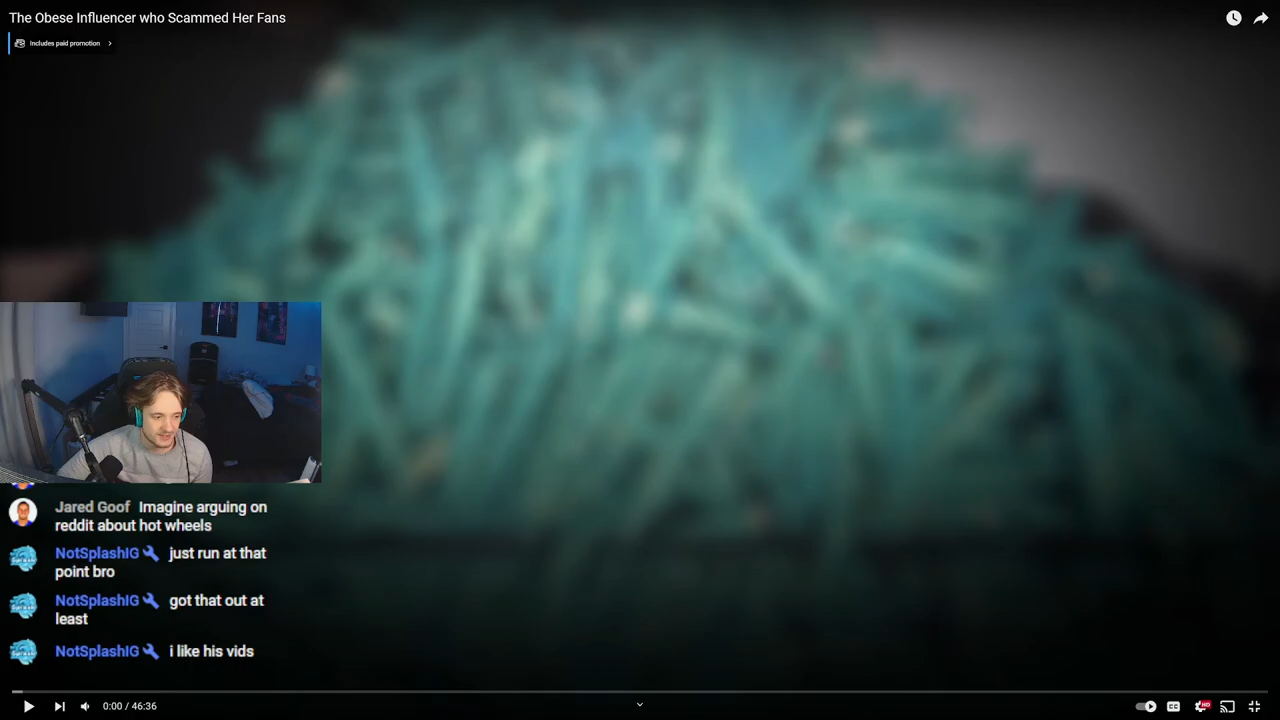 The Obese Influencer who Scammed Her Fans
Includes paid promotion
Jared Goof Imagine arguing on
reddit about hot wheels
NotSplashIG just run at that
point bro
NotSplashIG got that out at
least
NotSplashIG i like his vids
0:00 / 46:36
CC
HD